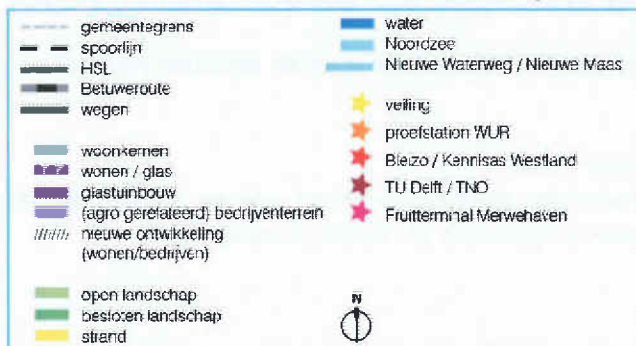 gemeentegrens
spoorlijn
HSL
Betuweroute
wegen
woonkernen
wonen / glas
glastuinbouw
(agro gerelateerd) bedrijventerrein
nieuwe ontwikkeling
(wonen/bedrijven)
open landschap
besloten landschap
strand
water
Noordzee
Nieuwe Waterweg / Nieuwe Maas
veiling
proefstation WUR
Bleizo / Kennisas Westland
TU Delft / TNO
Fruitterminal Merwehaven
N